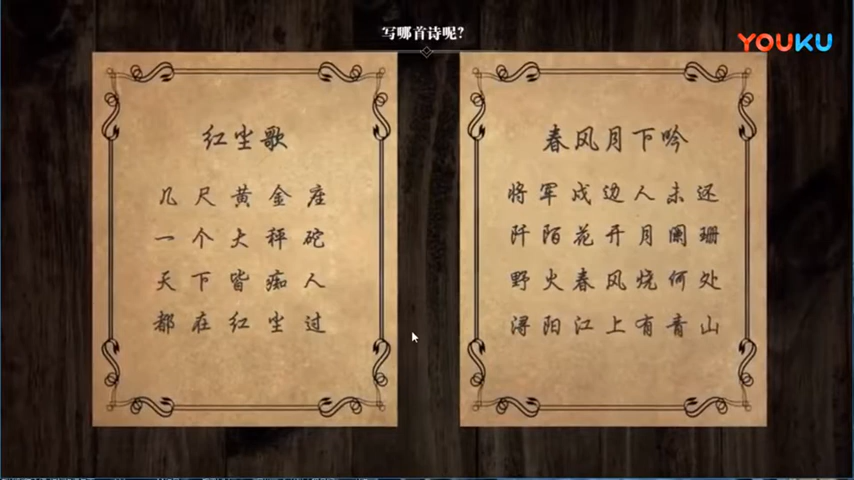 写哪首诗呢?
YOUKU
红尘歌
几尺黄金座
一个大秤砣
天下皆痴人
都在红尘过
春风月下吟
将军戍边人未还
阡陌花开月阑珊
野火春风烧何处
浔阳江上有青山